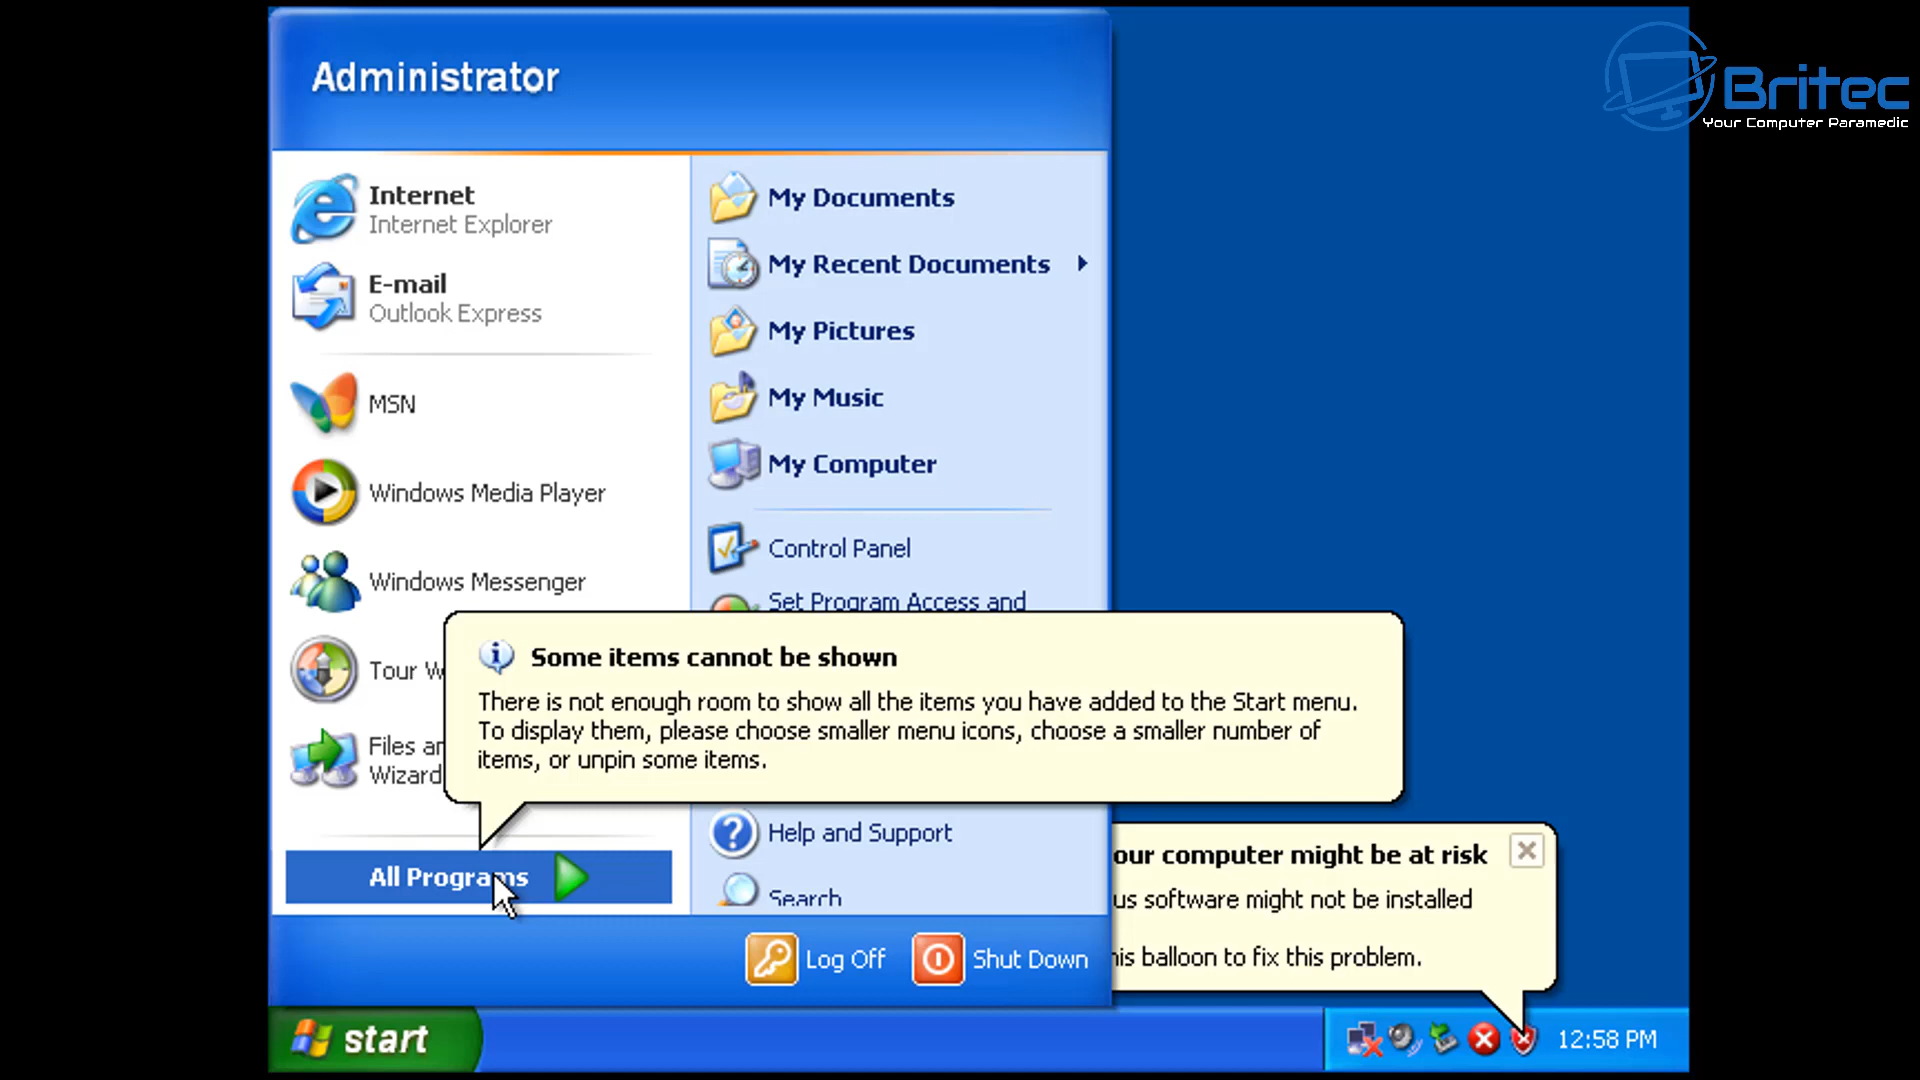 Administrator
Britec
Your Computer Paramedic
Internet
Internet Explorer
E-mail
Outlook Express
MSN
Windows Media Player
Windows Messenger
Tour
Files
Wizard
All Programs
My Documents
My Recent Documents
My Pictures
My Music
My Computer
Control Panel
Set Program Access and
Some items cannot be shown
There is not enough room to show all the items you have added to the Start menu.
To display them, please choose smaller menu icons, choose a smaller number of
items, or unpin some items.
Help and Support
Search
our computer might be at risk
us software might not be installed
his balloon to fix this problem.
Log Off
Shut Down
start
12:58 PM